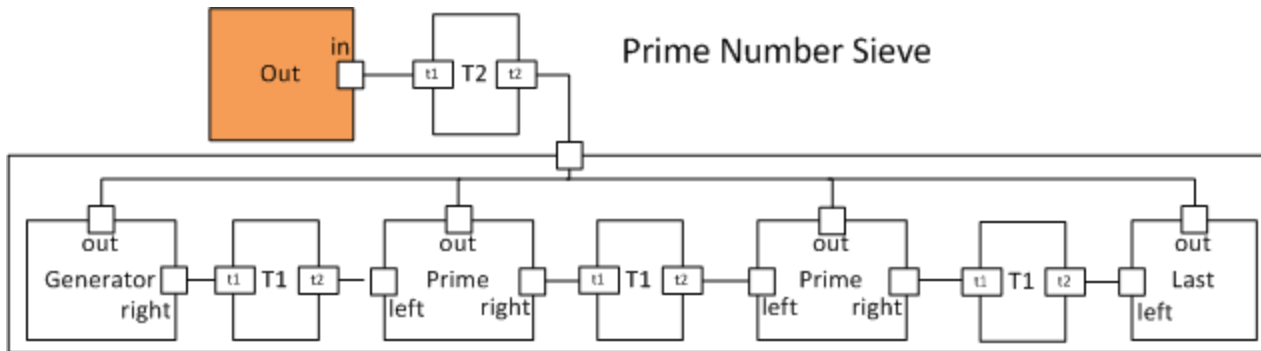 Prime Number Sieve
in
Out
t1 T2 t2
out out out out
Generator t1 T1 t2 Prime t1 T1 t2 Prime t1 T1 t2 Last
right left right left right left